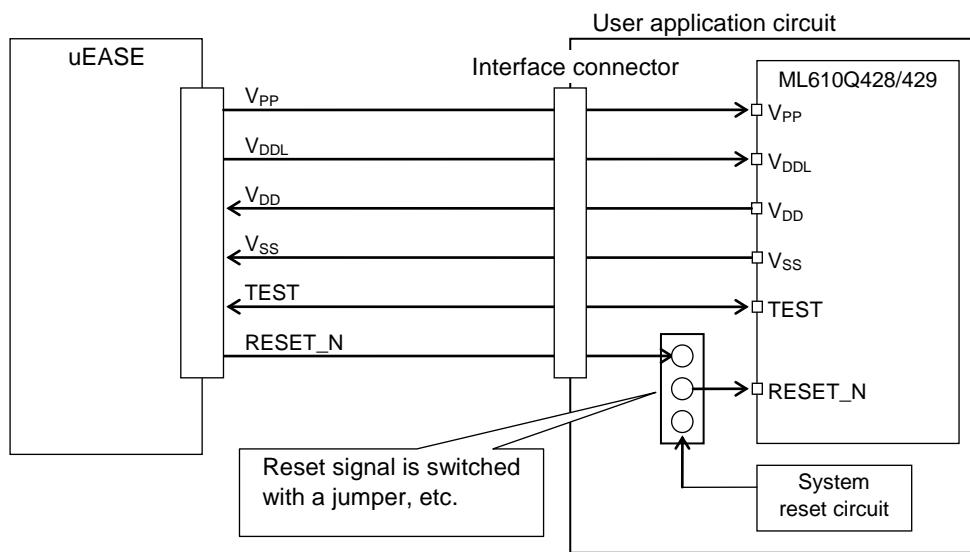 User application circuit
uEASE
Interface connector
ML610Q428/429
VPP
VPP
VDDL
VDDL
VDD
VDD
VSS
VSS
TEST
TEST
RESET_N
RESET_N
Reset signal is switched
with a jumper, etc.
System
reset circuit